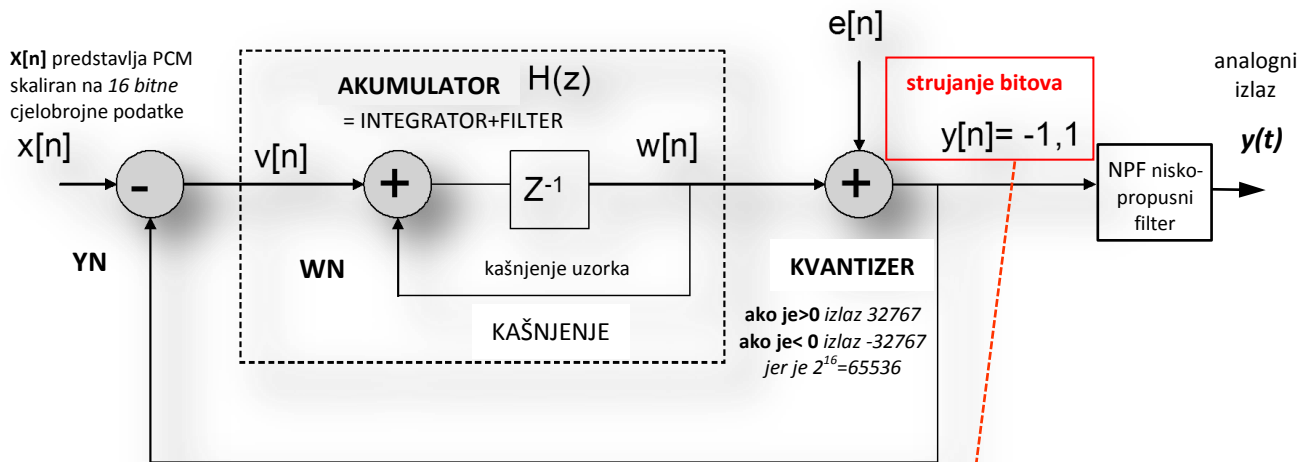 X[n] predstavlja PCM
skaliran na 16 bitne
cjelobrojne podatke
x[n]
-
YN
v[n]
AKUMULATOR H(z)
= INTEGRATOR+FILTER
+
WN
Z⁻¹
w[n]
kašnjenje uzorka
KAŠNJENJE
e[n]
+
KVANTIZER
ako je>0 izlaz 32767
ako je< 0 izlaz -32767
jer je 2¹⁶=65536
strujanje bitova
y[n]= -1,1
NPF nisko-
propusni
filter
analogni
izlaz
y(t)